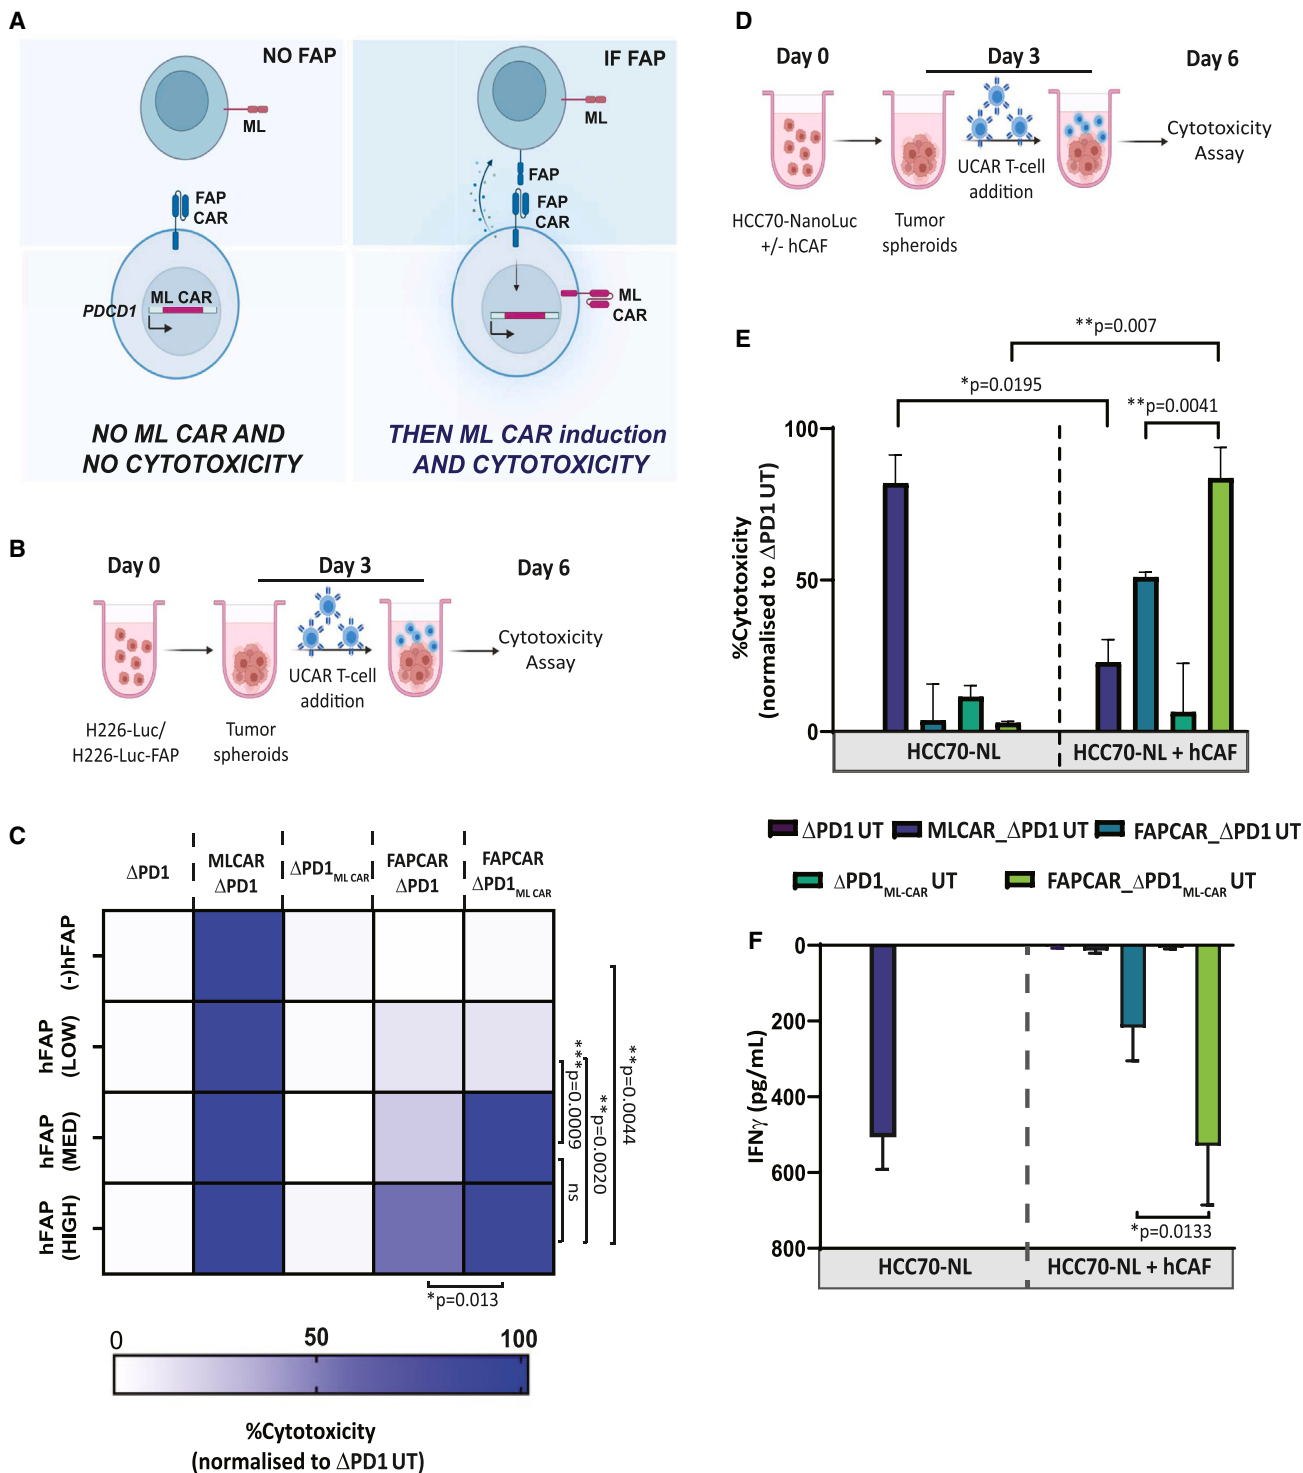 A
NO FAP
ML
FAP
CAR
PDCD1
ML CAR
NO ML CAR AND
NO CYTOTOXICITY
IF FAP
ML
FAP
FAP
CAR
ML
CAR
THEN ML CAR induction
AND CYTOTOXICITY
B
Day 0
Day 3
Day 6
UCAR T-cell
addition
Cytotoxicity
Assay
H226-Luc/
H226-Luc-FAP
Tumor
spheroids
C
ΔPD1
MLCAR
ΔPD1
ΔPD1ML CAR
FAPCAR
ΔPD1
FAPCAR
ΔPD1ML CAR
(-)hFAP
hFAP
(LOW)
hFAP
(MED)
hFAP
(HIGH)
***p=0.0009
ns
**p=0.0020
**p=0.0044
*p=0.013
0
50
100
%Cytotoxicity
(normalised to ΔPD1 UT)
D
Day 0
Day 3
Day 6
UCAR T-cell
addition
Cytotoxicity
Assay
HCC70-NanoLuc
+/- hCAF
Tumor
spheroids
E
**p=0.007
*p=0.0195
**p=0.0041
%Cytotoxicity
(normalised to ΔPD1 UT)
100
50
0
HCC70-NL
HCC70-NL + hCAF
ΔPD1 UT
MLCAR_ΔPD1 UT
FAPCAR_ΔPD1 UT
ΔPD1ML-CAR UT
FAPCAR_ΔPD1ML-CAR UT
F
IFNγ (pg/mL)
0
200
400
600
800
*p=0.0133
HCC70-NL
HCC70-NL + hCAF